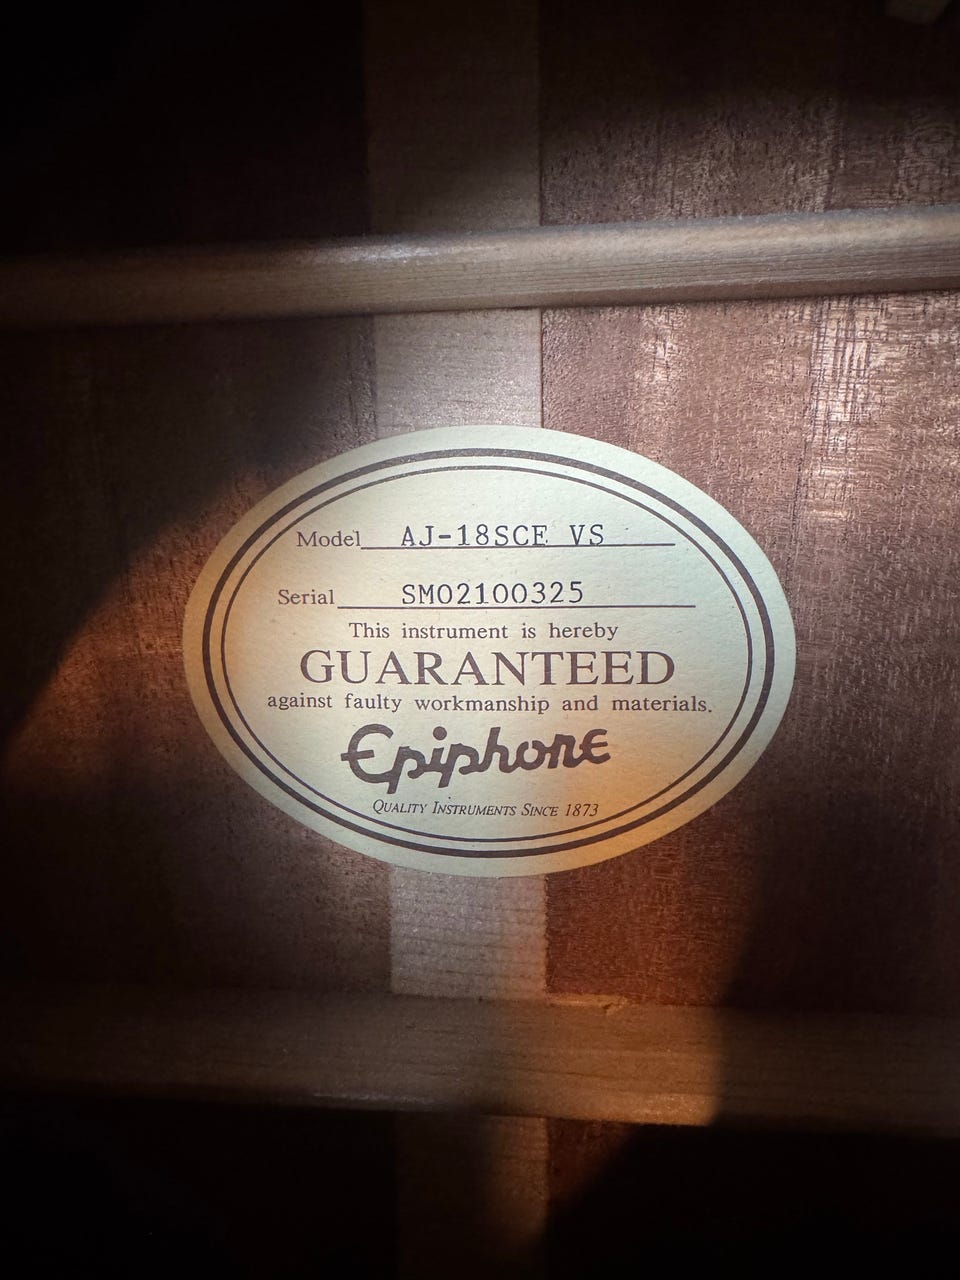 Model AJ-18SCE VS
Serial SM02100325
This instrument is hereby
GUARANTEED
against faulty workmanship and materials.
Epiphone
QUALITY INSTRUMENTS SINCE 1873